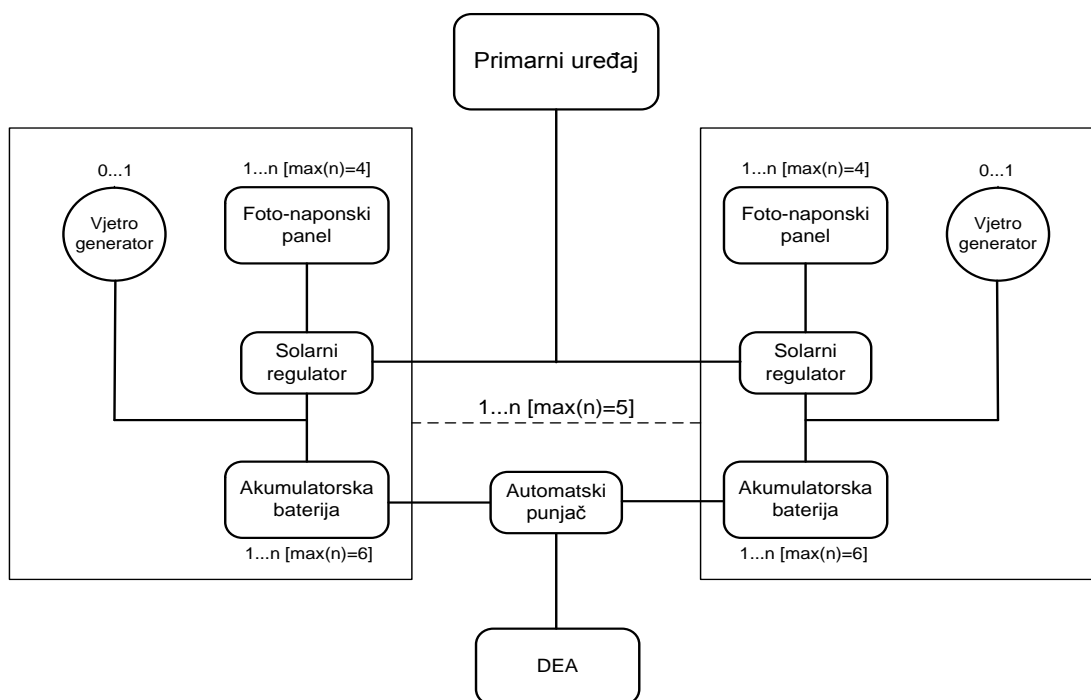 Primarni uređaj
0...1
1...n [max(n)=4]
Vjetro
generator
Foto-naponski
panel
Solarni
regulator
Akumulatorska
baterija
1...n [max(n)=6]
1...n [max(n)=5]
Automatski
punjač
DEA
1...n [max(n)=4]
0...1
Foto-naponski
panel
Vjetro
generator
Solarni
regulator
Akumulatorska
baterija
1...n [max(n)=6]